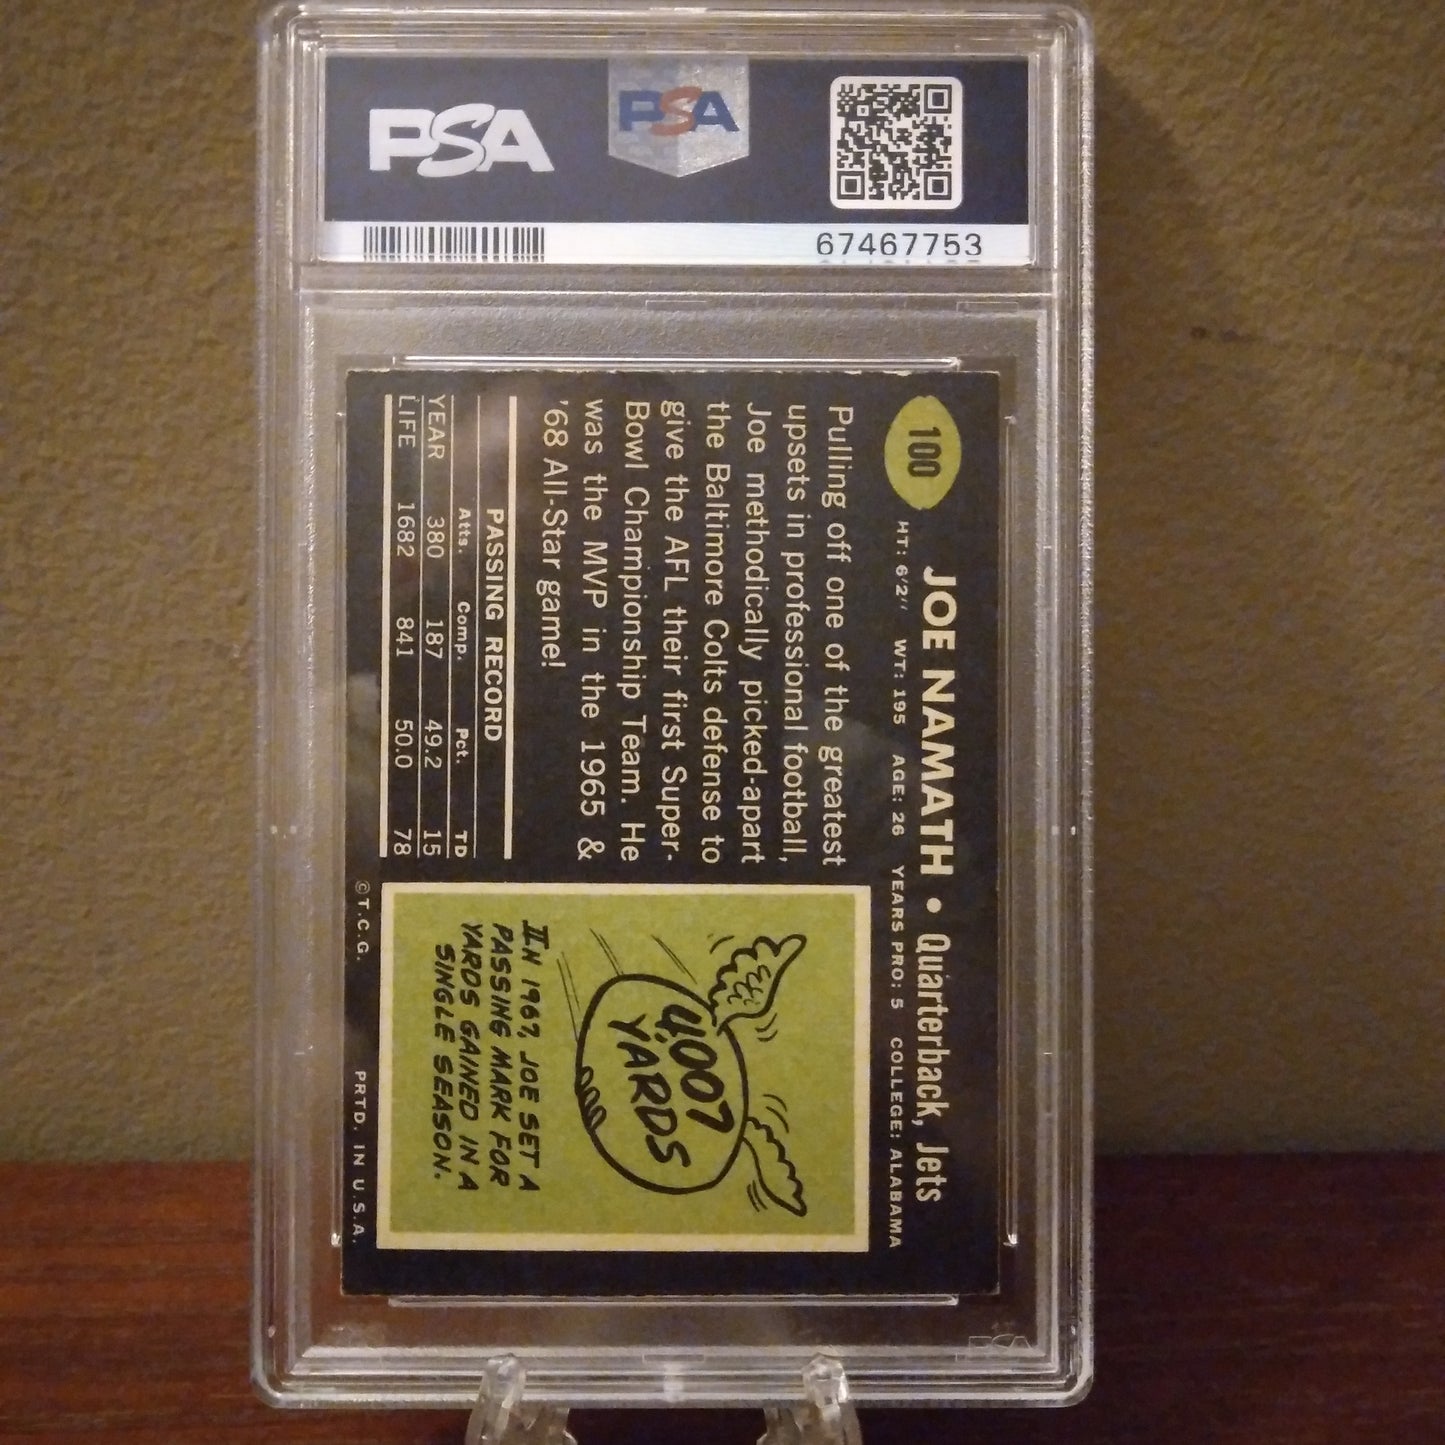 PSA
PSA
67467753
100
JOE NAMATH • Quarterback, Jets
HT: 6'2'' WT: 195 AGE: 26 YEARS PRO: 5 COLLEGE: ALABAMA
Pulling off one of the greatest
upsets in professional football,
Joe methodically picked-apart
the Baltimore Colts defense to
give the AFL their first Super-
Bowl Championship Team. He
was the MVP in the 1965 &
'68 All-Star game!
PASSING RECORD
Atts. Comp. Pct. TD
YEAR 380 187 49.2 15
LIFE 1682 841 50.0 78
4,007
YARDS
IN 1967, JOE SET A
PASSING MARK FOR
YARDS GAINED IN A
SINGLE SEASON.
©T.C.G. PRTD. IN U.S.A.
PSA